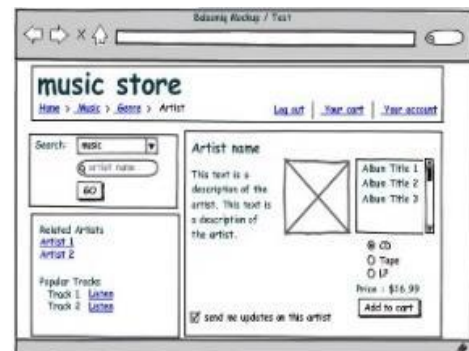 Balsamiq Mockup / Test
music store
Home > Music > Genre > Artist
Log out | Your cart | Your account
Search: music
artist name
GO
Related Artists
Artist 1
Artist 2
Popular Tracks
Track 1 Listen
Track 2 Listen
Artist name
This text is a
description of the
artist. This text is
a description of
the artist.
Album Title 1
Album Title 2
Album Title 3
CD
Tape
LP
Price : $16.99
Add to cart
send me updates on this artist